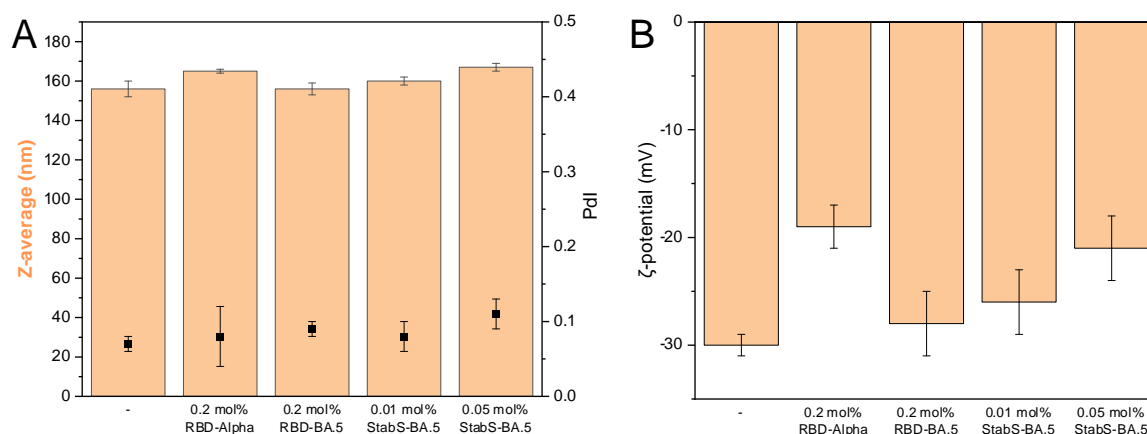 A
Z-average (nm)
180
160
140
120
100
80
60
40
20
0
0.5
0.4
0.3
0.2
0.1
0.0
PdI
-
0.2 mol%
RBD-Alpha
0.2 mol%
RBD-BA.5
0.01 mol%
StabS-BA.5
0.05 mol%
StabS-BA.5
B
ζ-potential (mV)
0
-10
-20
-30
-
0.2 mol%
RBD-Alpha
0.2 mol%
RBD-BA.5
0.01 mol%
StabS-BA.5
0.05 mol%
StabS-BA.5